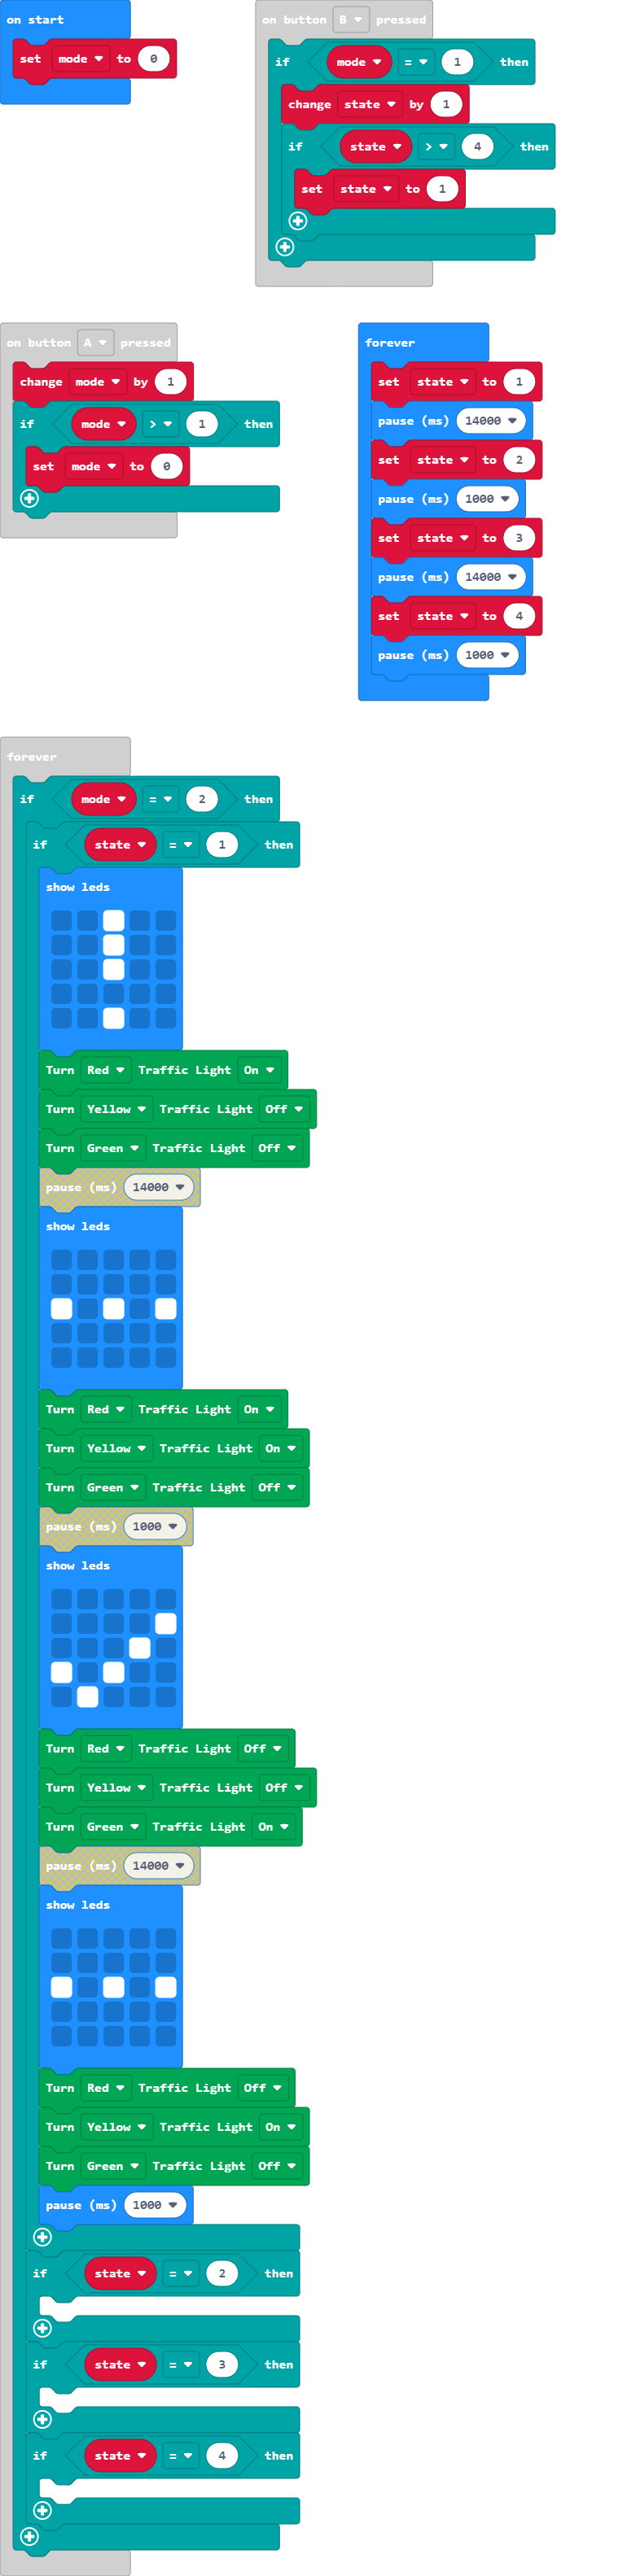 on start
set mode to 0
on button B pressed
if mode = 1 then
change state by 1
if state > 4 then
set state to 1
on button A pressed
change mode by 1
if mode > 1 then
set mode to 0
forever
set state to 1
pause (ms) 14000
set state to 2
pause (ms) 1000
set state to 3
pause (ms) 14000
set state to 4
pause (ms) 1000
forever
if mode = 2 then
if state = 1 then
show leds
Turn Red Traffic Light On
Turn Yellow Traffic Light Off
Turn Green Traffic Light Off
pause (ms) 14000
show leds
Turn Red Traffic Light On
Turn Yellow Traffic Light On
Turn Green Traffic Light Off
pause (ms) 1000
show leds
Turn Red Traffic Light Off
Turn Yellow Traffic Light Off
Turn Green Traffic Light On
pause (ms) 14000
show leds
Turn Red Traffic Light Off
Turn Yellow Traffic Light On
Turn Green Traffic Light Off
pause (ms) 1000
if state = 2 then
if state = 3 then
if state = 4 then